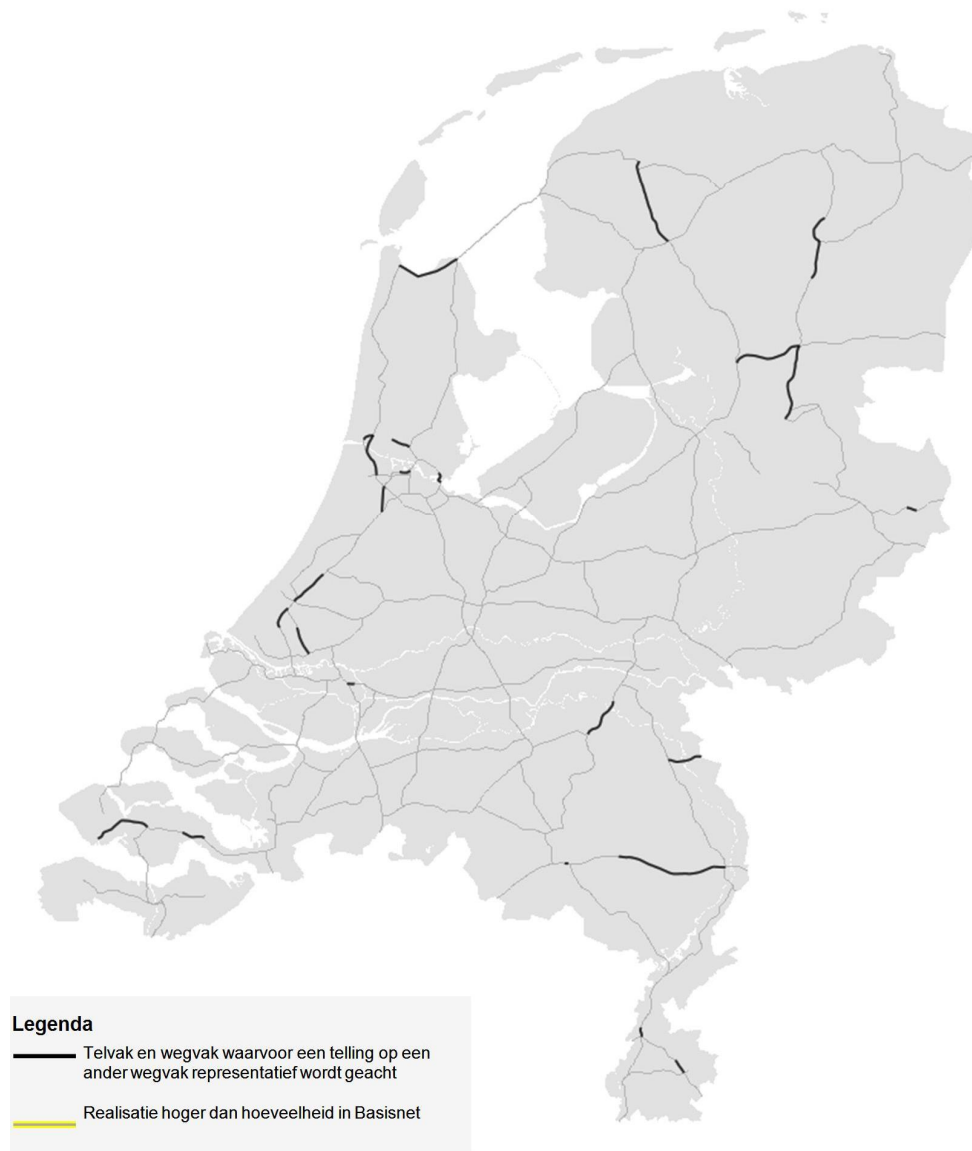 Legenda
Telvak en wegvak waarvoor een telling op een
ander wegvak representatief wordt geacht
Realisatie hoger dan hoeveelheid in Basisnet